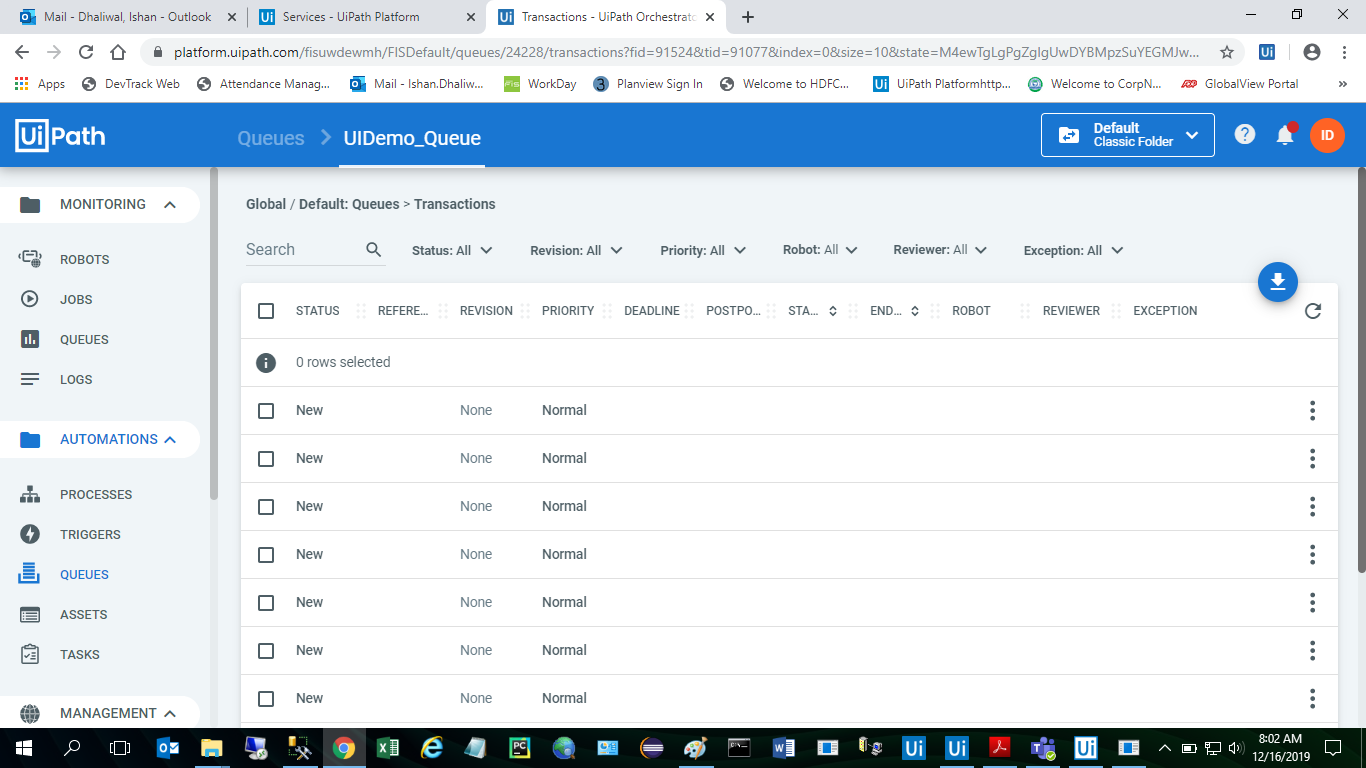 Mail - Dhaliwal, Ishan - Outlook
Services - UiPath Platform
Transactions - UiPath Orchestrato
platform.uipath.com/fisuwdewmh/FISDefault/queues/24228/transactions?fid=91524&tid=91077&index=0&size=10&state=M4ewTgLgPgZgIgUwDYBMpzSuYEGMJw...
Apps
DevTrack Web
Attendance Manag...
Mail - Ishan.Dhaliw...
WorkDay
Planview Sign In
Welcome to HDFC...
UiPath Platformhttp...
Welcome to CorpN...
GlobalView Portal
»
Ui Path
Queues
UIDemo_Queue
Default
Classic Folder
?
ID
MONITORING
ROBOTS
JOBS
QUEUES
LOGS
AUTOMATIONS
PROCESSES
TRIGGERS
QUEUES
ASSETS
TASKS
MANAGEMENT
Global / Default: Queues > Transactions
Search
Status: All
Revision: All
Priority: All
Robot: All
Reviewer: All
Exception: All
STATUS REFERE... REVISION PRIORITY DEADLINE POSTPO... STA... END... ROBOT REVIEWER EXCEPTION
0 rows selected
New None Normal
New None Normal
New None Normal
New None Normal
New None Normal
New None Normal
New None Normal
8:02 AM
12/16/2019